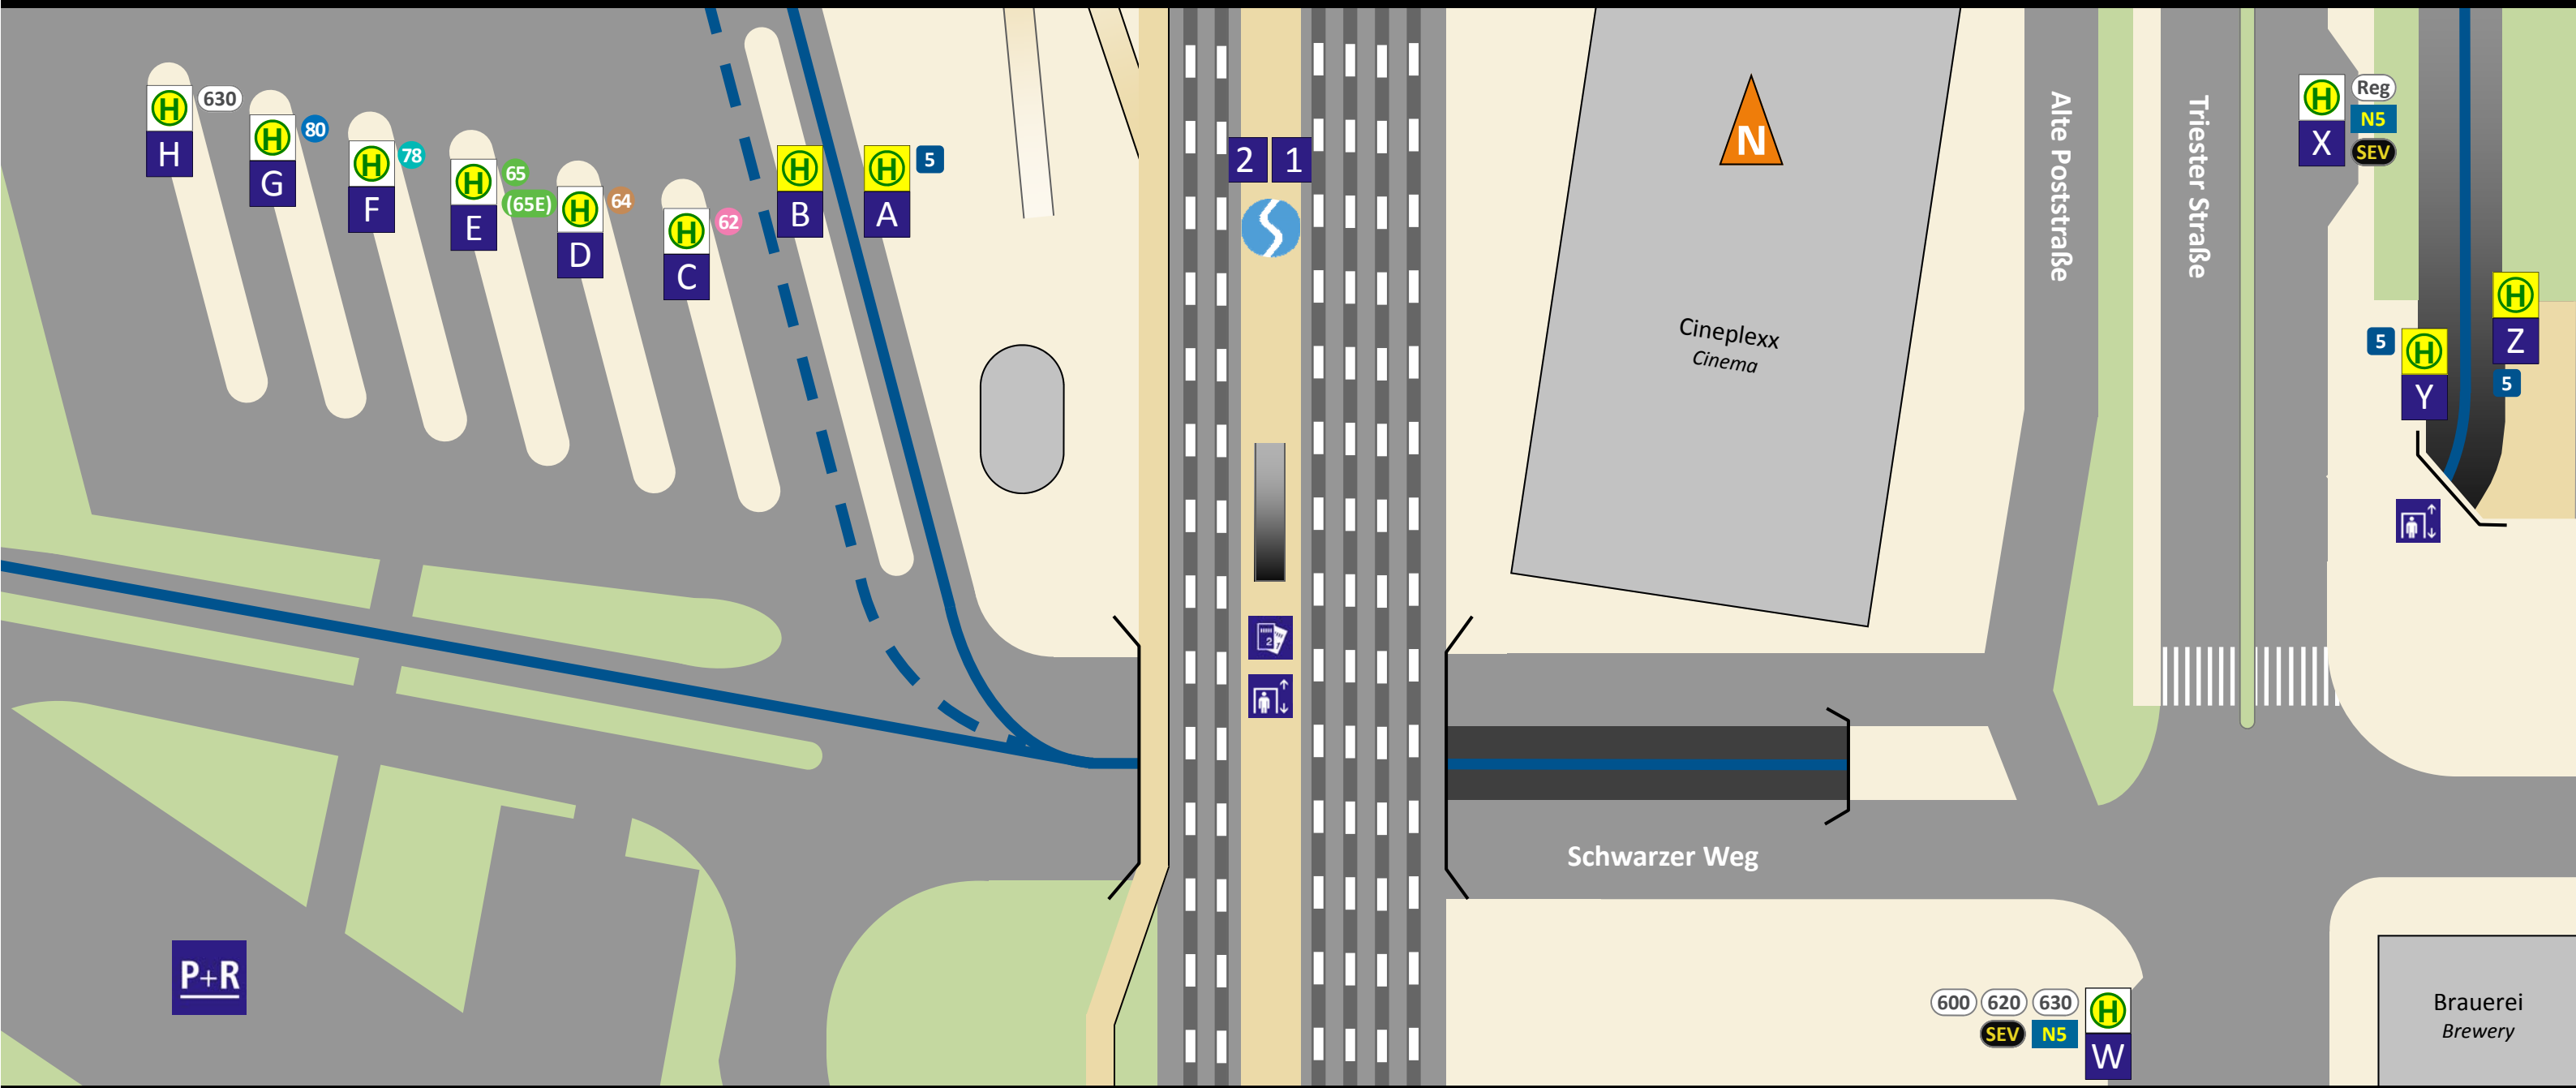 H
H
630
H
G
80
H
F
78
H
E
65
(65E)
H
D
64
H
C
62
H
B
H
A
5
2 1
N
Cineplexx
Cinema
Alte Poststraße
Triester Straße
H
X
Reg
N5
SEV
5
H
Y
H
Z
5
2
Schwarzer Weg
P+R
600 620 630
SEV N5
H
W
Brauerei
Brewery